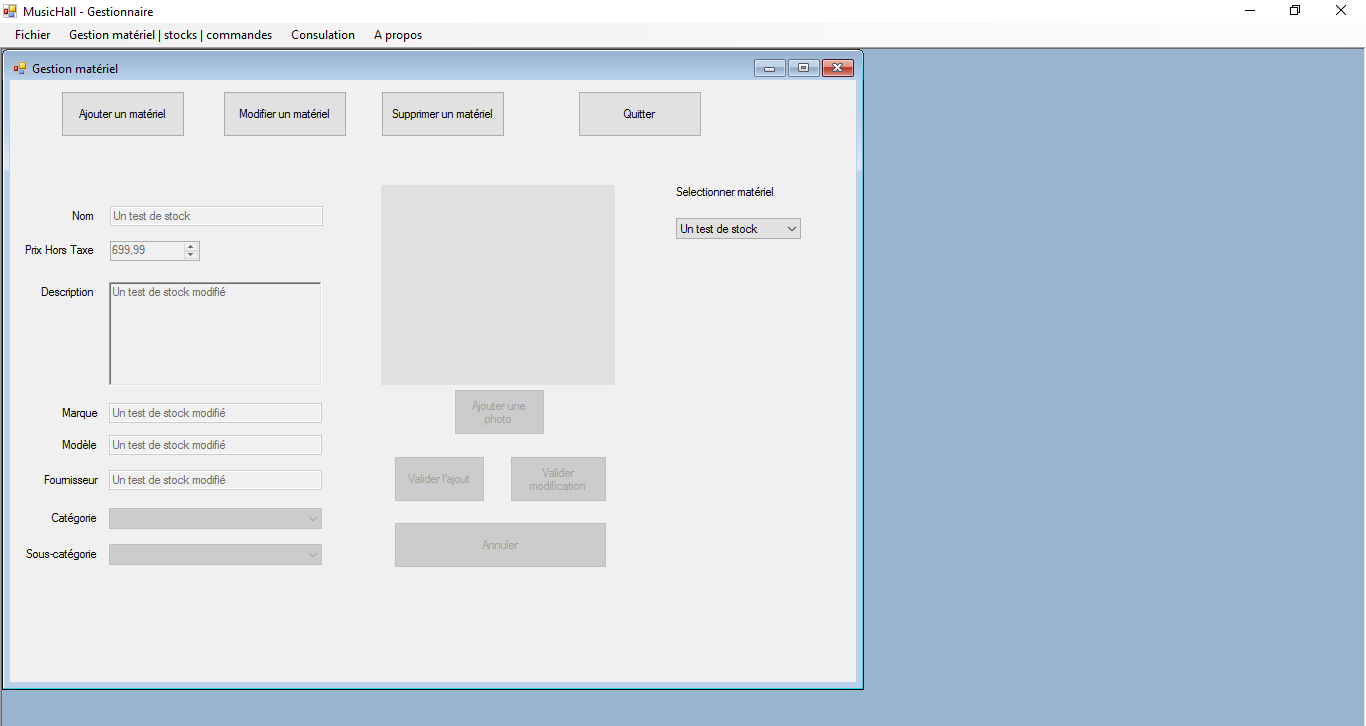 MusicHall - Gestionnaire
Fichier Gestion matériel | stocks | commandes Consulation A propos
Gestion matériel
Ajouter un matériel Modifier un matériel Supprimer un matériel Quitter
Selectionner matériel
Nom Un test de stock
Un test de stock
Prix Hors Taxe 699,99
Description Un test de stock modifié
Ajouter une
photo
Marque Un test de stock modifié
Modèle Un test de stock modifié
Valider l'ajout
Valider
modification
Fournisseur Un test de stock modifié
Catégorie
Annuler
Sous-catégorie